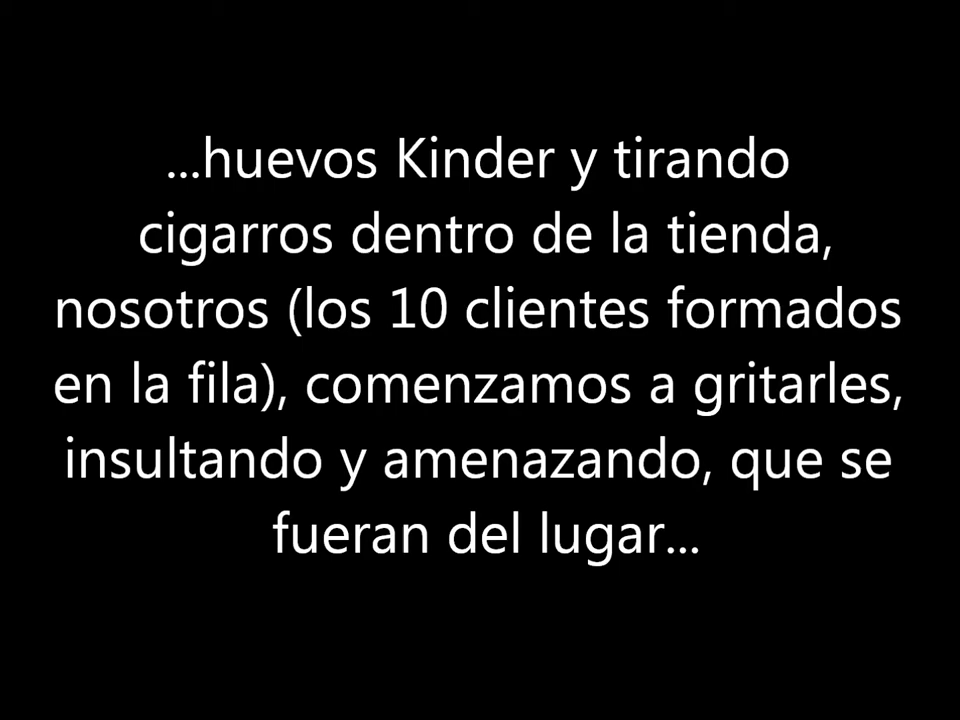 ...huevos Kinder y tirando
cigarros dentro de la tienda,
nosotros (los 10 clientes formados
en la fila), comenzamos a gritarles,
insultando y amenazando, que se
fueran del lugar...